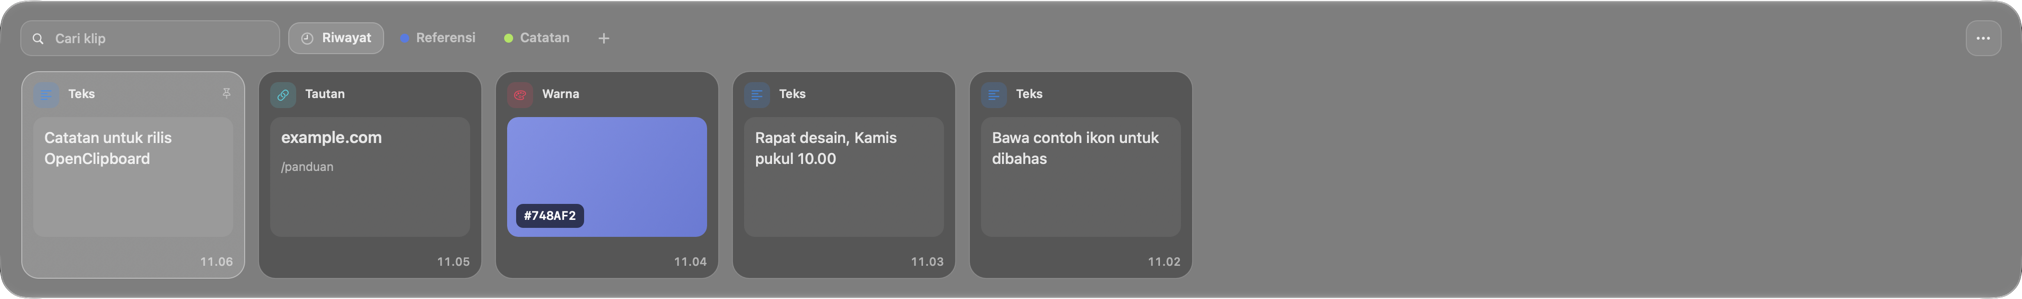 Cari klip
Riwayat
Referensi
Catatan
Teks
Catatan untuk rilis
OpenClipboard
11.06
Tautan
example.com
/panduan
11.05
Warna
#748AF2
11.04
Teks
Rapat desain, Kamis
pukul 10.00
11.03
Teks
Bawa contoh ikon untuk
dibahas
11.02